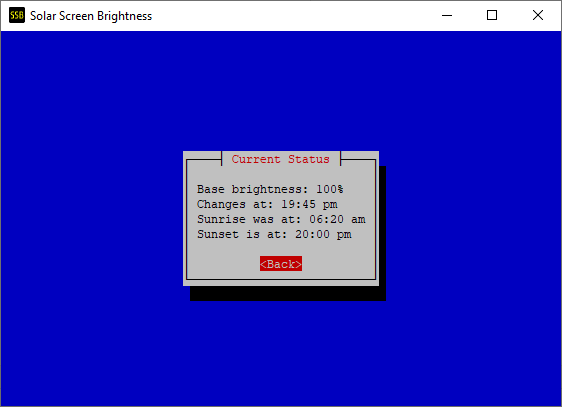 SSB Solar Screen Brightness
Current Status
Base brightness: 100%
Changes at: 19:45 pm
Sunrise was at: 06:20 am
Sunset is at: 20:00 pm
<Back>